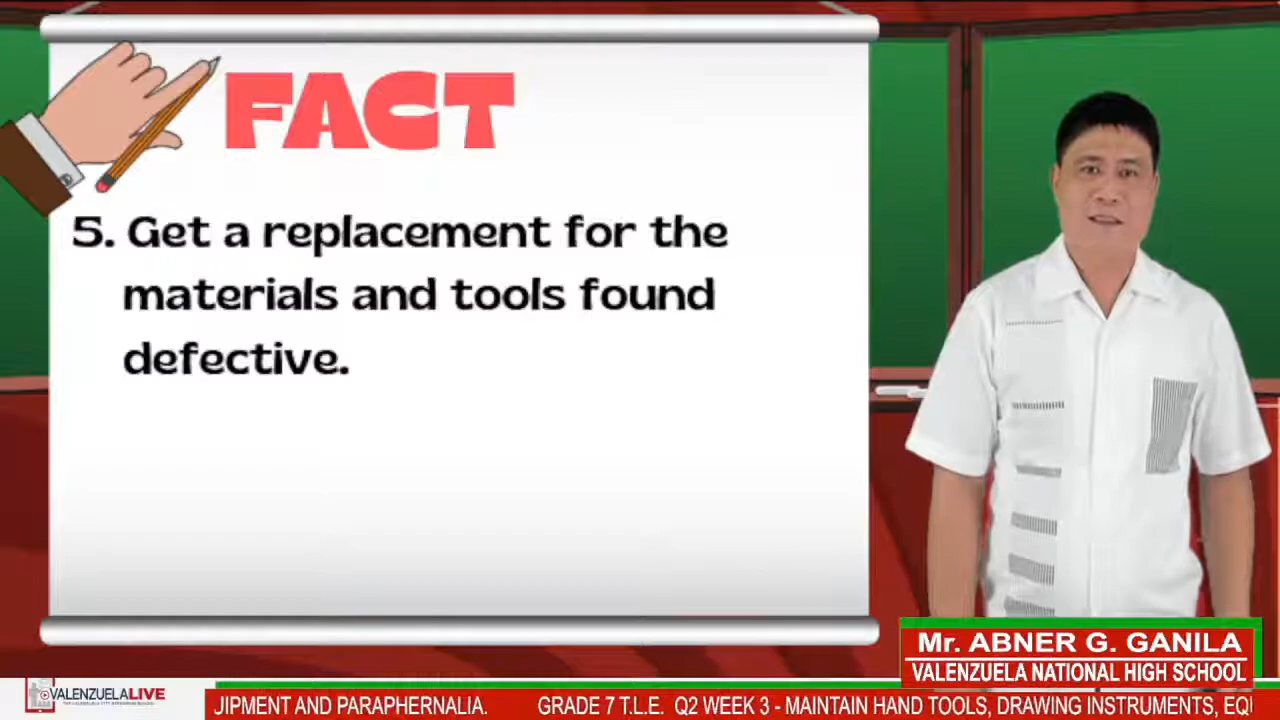 FACT
5. Get a replacement for the
materials and tools found
defective.
Mr. ABNER G. GANILA
VALENZUELA NATIONAL HIGH SCHOOL
VALENZUELALIVE
JIPMENT AND PARAPHERNALIA. GRADE 7 T.L.E. Q2 WEEK 3 - MAINTAIN HAND TOOLS, DRAWING INSTRUMENTS, EQU